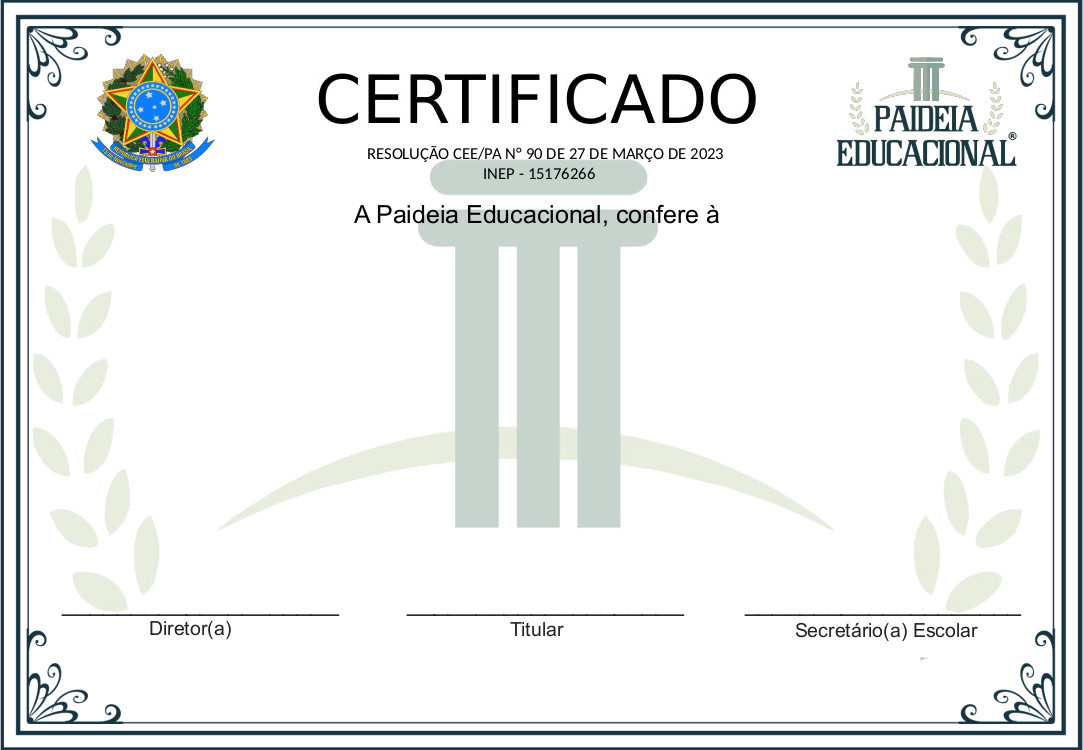 CERTIFICADO
PAIDEIA
EDUCACIONAL
®
RESOLUÇÃO CEE/PA N° 90 DE 27 DE MARÇO DE 2023
INEP - 15176266
A Paideia Educacional, confere à
Diretor(a)
Titular
Secretário(a) Escolar